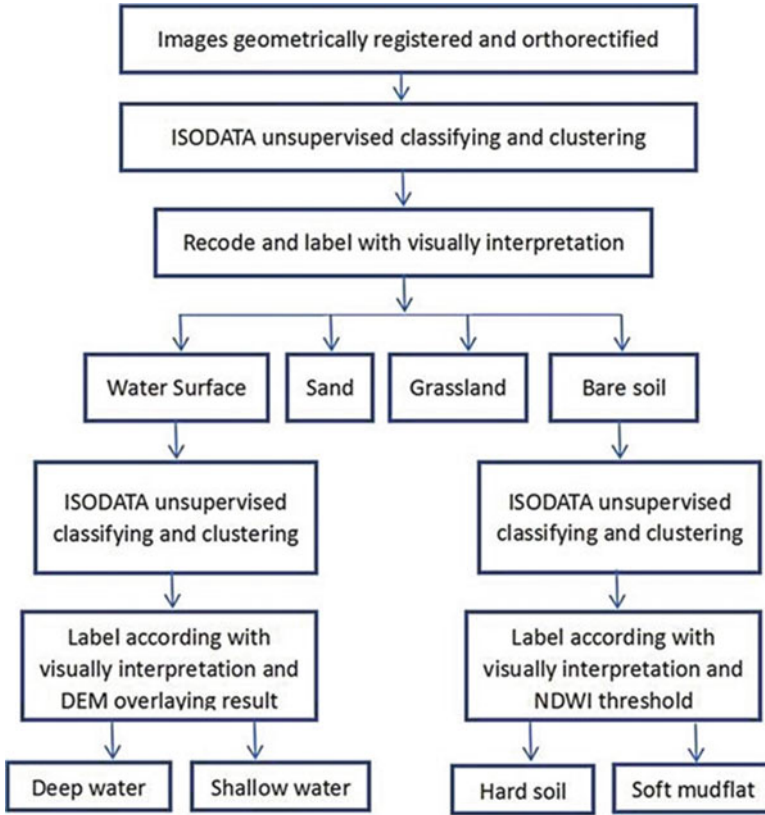 Images geometrically registered and orthorectified
ISODATA unsupervised classifying and clustering
Recode and label with visually interpretation
Water Surface
Sand
Grassland
Bare soil
ISODATA unsupervised
classifying and clustering
ISODATA unsupervised
classifying and clustering
Label according with
visually interpretation and
DEM overlaying result
Label according with
visually interpretation and
NDWI threshold
Deep water
Shallow water
Hard soil
Soft mudflat